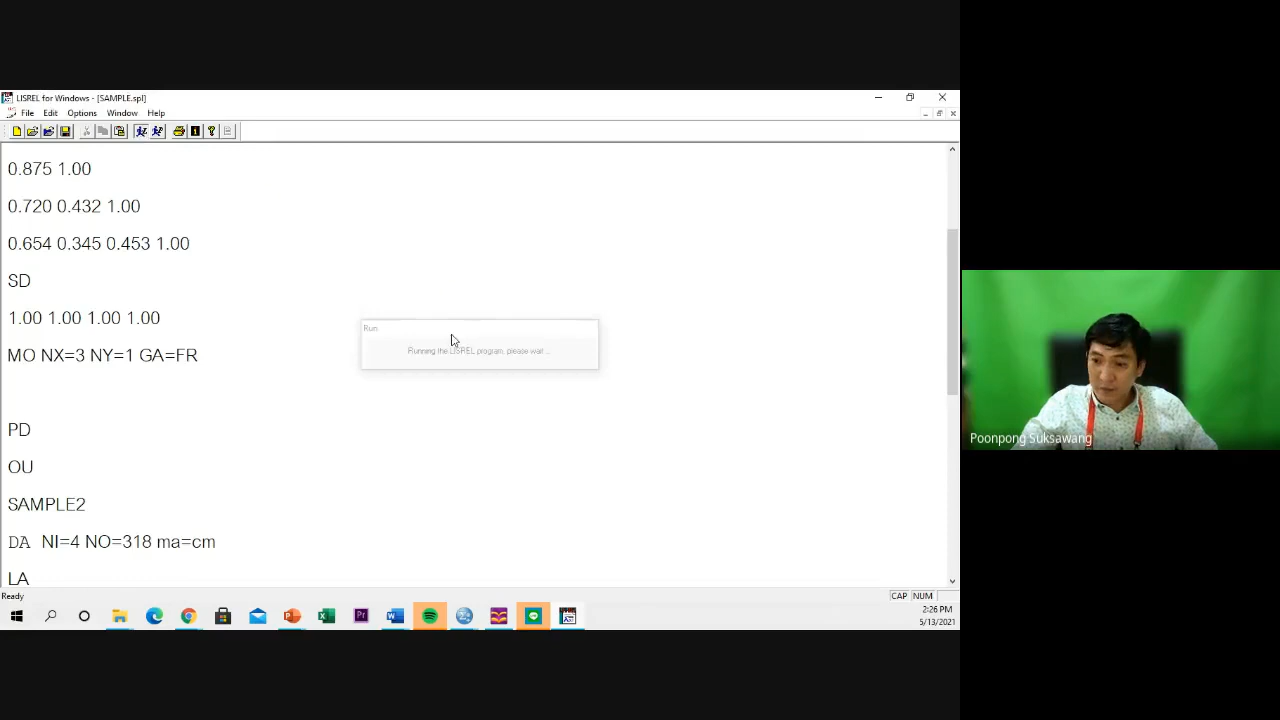 LISREL for Windows - [SAMPLE.spl]
File Edit Options Window Help
0.875 1.00
0.720 0.432 1.00
0.654 0.345 0.453 1.00
SD
1.00 1.00 1.00 1.00
MO NX=3 NY=1 GA=FR
Run
Running the LISREL program, please wait ...
PD
OU
SAMPLE2
DA NI=4 NO=318 ma=cm
LA
Ready
CAP NUM
2:26 PM
5/13/2021
Poonpong Suksawang